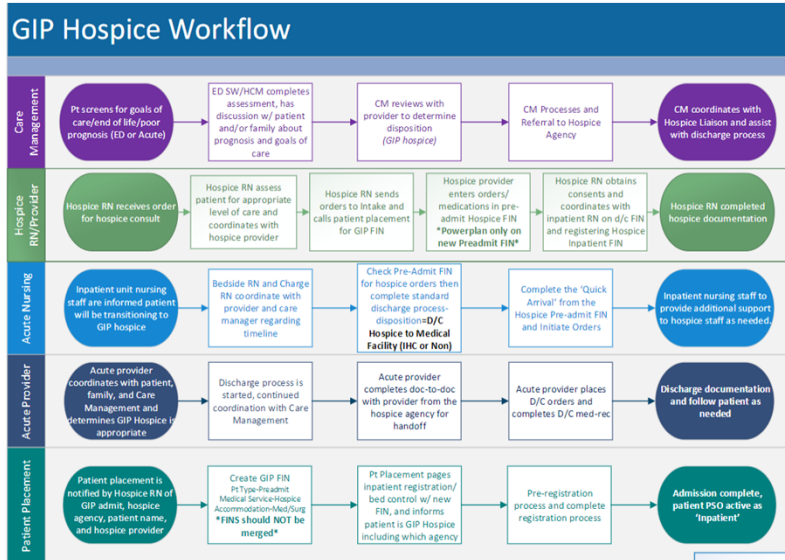 GIP Hospice Workflow
Care
Management
Pt screens for goals of
care/end of life/poor
prognosis (ED or Acute)
ED SW/HCM completes
assessment, has
discussion w/ patient
and/or family about
prognosis and goals of
care
CM reviews with
provider to determine
disposition
(GIP hospice)
CM Processes and
Referral to Hospice
Agency
CM coordinates with
Hospice Liaison and assist
with discharge process
Hospice
RN/Provider
Hospice RN receives order
for hospice consult
Hospice RN assess
patient for appropriate
level of care and
coordinates with
hospice provider
Hospice RN sends
orders to Intake and
calls patient placement
for GIP FIN
Hospice provider
enters orders/
medications in pre-
admit Hospice FIN
*Powerplan only on
new Preadmit FIN*
Hospice RN obtains
consents and
coordinates with
inpatient RN on d/c FIN
and registering Hospice
Inpatient FIN
Hospice RN completed
hospice documentation
Acute Nursing
Inpatient unit nursing
staff are informed patient
will be transitioning to
GIP hospice
Bedside RN and Charge
RN coordinate with
provider and care
manager regarding
timeline
Check Pre-Admit FIN
for hospice orders then
complete standard
discharge process-
disposition=D/C
Hospice to Medical
Facility (IHC or Non)
Complete the 'Quick
Arrival' from the
Hospice Pre-admit FIN
and Initiate Orders
Inpatient nursing staff to
provide additional support
to hospice staff as needed.
Acute Provider
Acute provider
coordinates with patient,
family, and Care
Management and
determines GIP Hospice is
appropriate
Discharge process is
started, continued
coordination with Care
Management
Acute provider
completes doc-to-doc
with provider from the
hospice agency for
handoff
Acute provider places
D/C orders and
completes D/C med-rec
Discharge documentation
and follow patient as
needed
Patient Placement
Patient placement is
notified by Hospice RN of
GIP admit, hospice
agency, patient name,
and hospice provider
Create GIP FIN
Pt Type-Preadmit
Medical Service-Hospice
Accommodation-Med/Surg
*FINS should NOT be
merged*
Pt Placement pages
inpatient registration/
bed control w/ new
FIN, and informs
patient is GIP Hospice
including which agency
Pre-registration
process and complete
registration process
Admission complete,
patient PSO active as
'Inpatient'